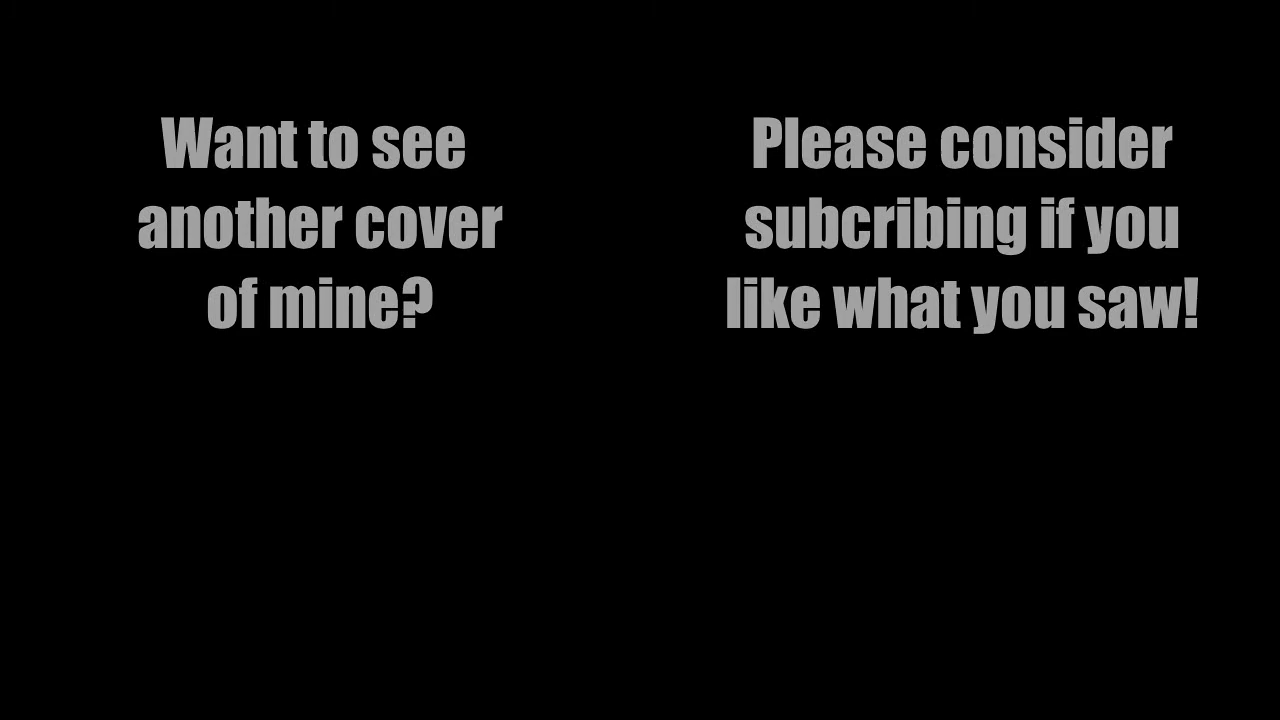 Want to see
another cover
of mine?
Please consider
subcribing if you
like what you saw!